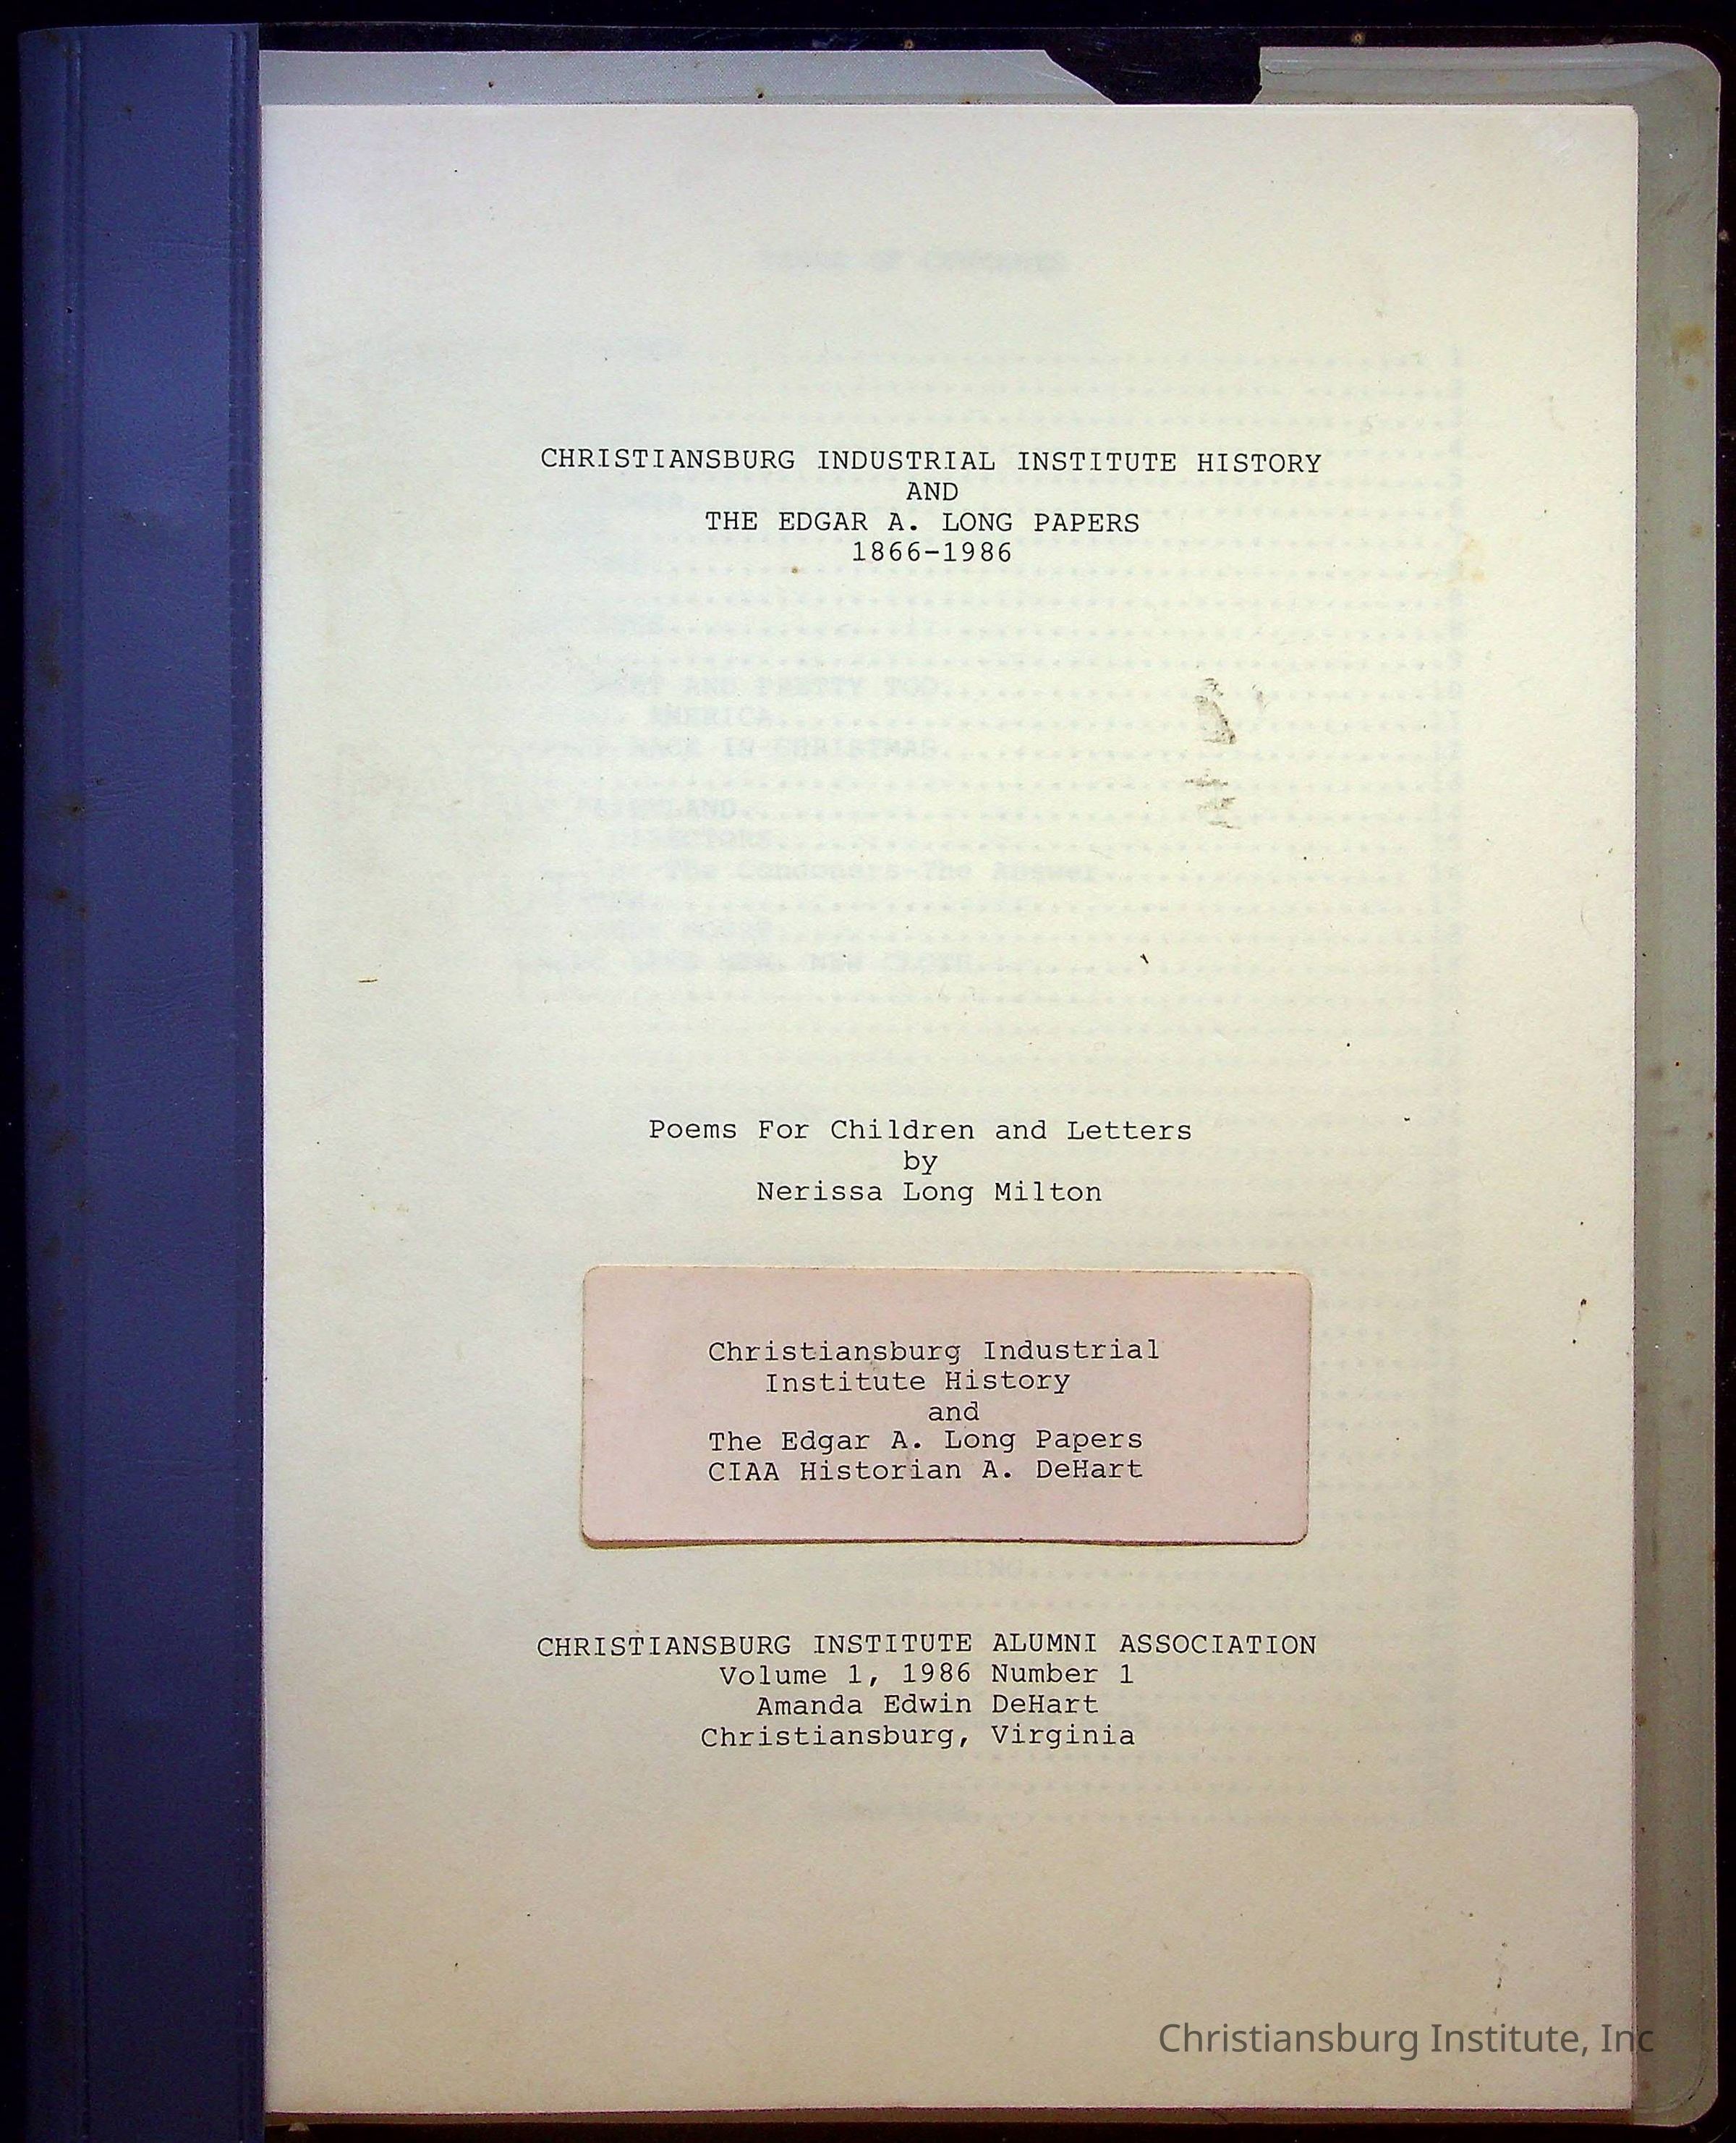 CHRISTIANSBURG INDUSTRIAL INSTITUTE HISTORY
AND
THE EDGAR A. LONG PAPERS
1866-1986
Poems For Children and Letters
by
Nerissa Long Milton
Christiansburg Industrial
Institute History
and
The Edgar A. Long Papers
CIAA Historian A. DeHart
CHRISTIANSBURG INSTITUTE ALUMNI ASSOCIATION
Volume 1, 1986 Number 1
Amanda Edwin DeHart
Christiansburg, Virginia
Christiansburg Institute, Inc